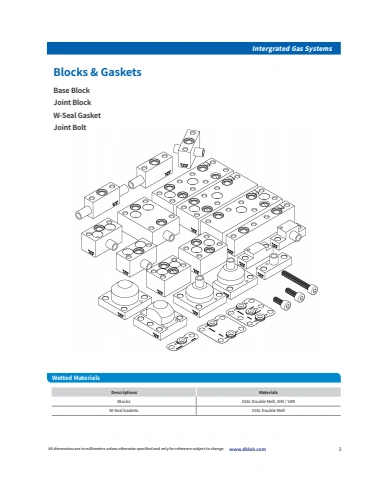 Intergrated Gas Systems
Blocks & Gaskets
Base Block
Joint Block
W-Seal Gasket
Joint Bolt
Wetted Materials
Descriptions Materials
Blocks 316L Double Melt, VIM / VAR
W-Seal Gaskets 316L Double Melt
All dimensions are in millimeters unless otherwise specified and only for reference subject to change. www.dklok.com